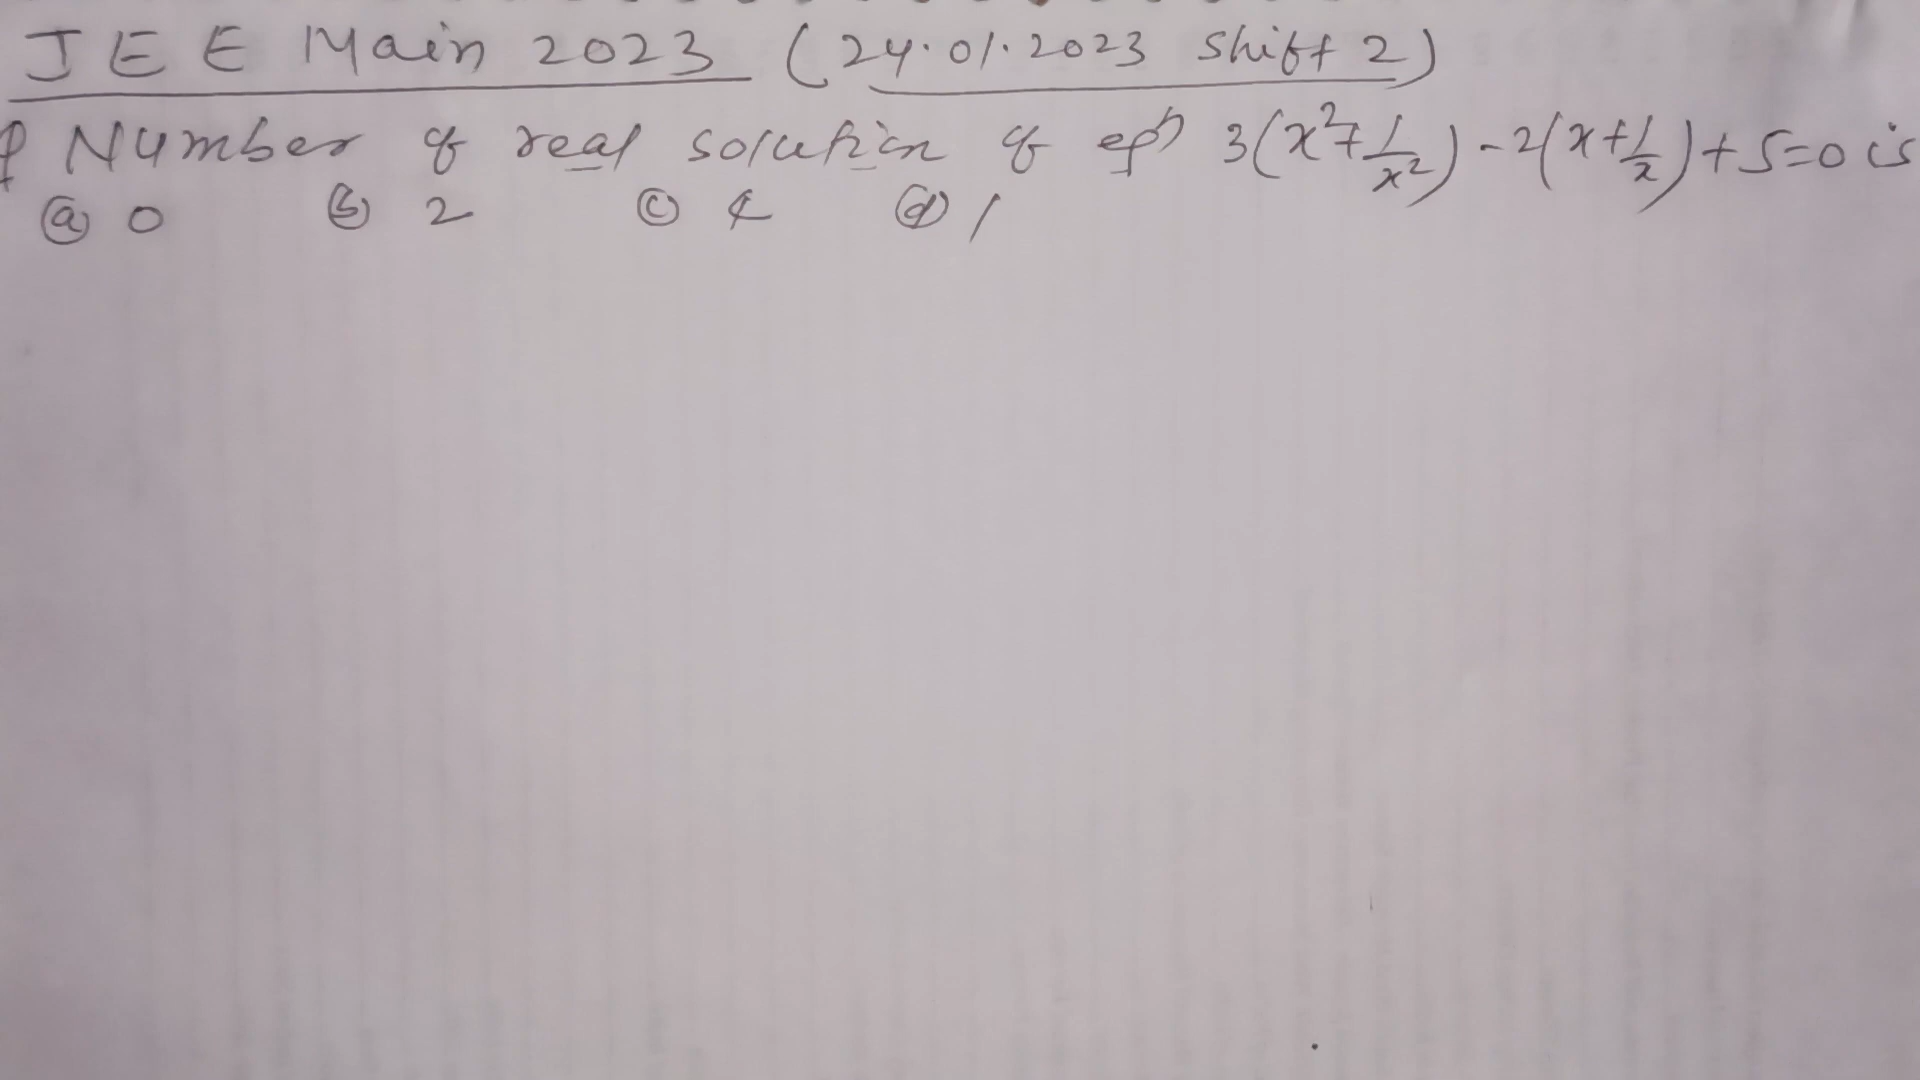 JEE Main 2023 (24.01.2023 Shift 2)
Number of real solution of eqn 3(x²+1/x²)-2(x+1/x)+5=0 is
(a) 0 (b) 2 (c) 4 (d) 1